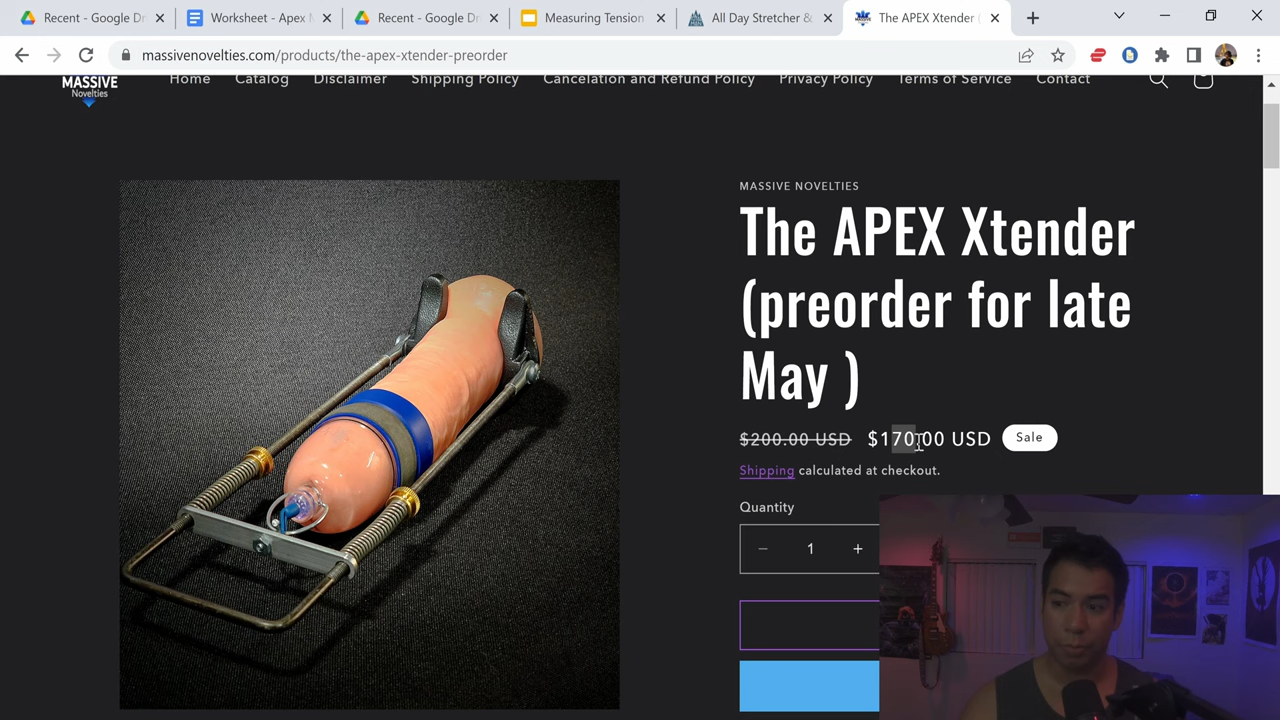 Recent - Google Dr
Worksheet - Apex M
Recent - Google Dr
Measuring Tension
All Day Stretcher &
The APEX Xtender (
massivenovelties.com/products/the-apex-xtender-preorder
MASSIVE
Novelties
Home Catalog Disclaimer Shipping Policy Cancelation and Refund Policy Privacy Policy Terms of Service Contact
MASSIVE NOVELTIES
The APEX Xtender
(preorder for late
May )
$200.00 USD $170.00 USD Sale
Shipping calculated at checkout.
Quantity
− 1 +